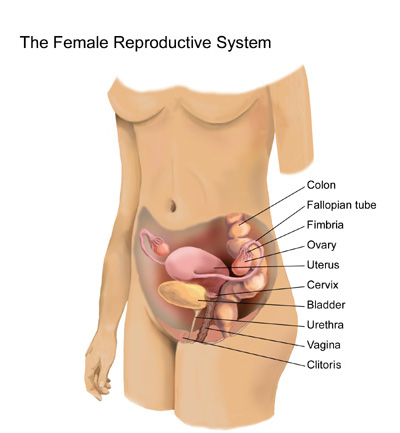 The Female Reproductive System
Colon
Fallopian tube
Fimbria
Ovary
Uterus
Cervix
Bladder
Urethra
Vagina
Clitoris